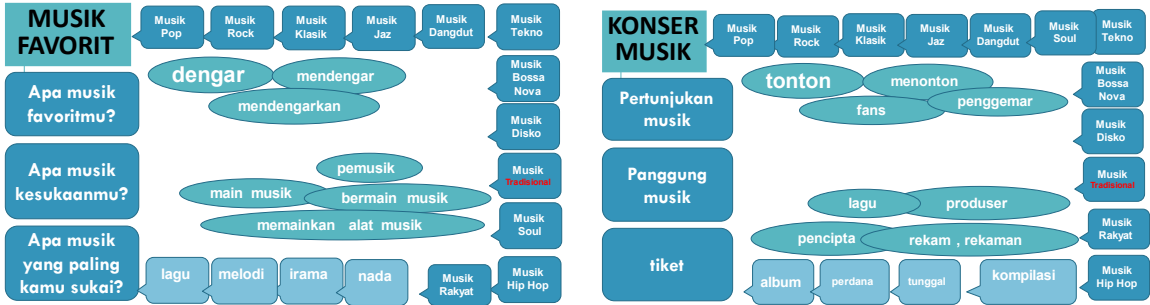 MUSIK
FAVORIT
Musik
Pop
Musik
Rock
Musik
Klasik
Musik
Jaz
Musik
Dangdut
Musik
Tekno
dengar
mendengar
mendengarkan
Musik
Bossa
Nova
Apa musik
favoritmu?
Musik
Disko
Apa musik
kesukaanmu?
pemusik
main musik
bermain musik
memainkan alat musik
Musik
Tradisional
Musik
Soul
Apa musik
yang paling
kamu sukai?
lagu
melodi
irama
nada
Musik
Rakyat
Musik
Hip Hop
KONSER
MUSIK
Musik
Pop
Musik
Rock
Musik
Klasik
Musik
Jaz
Musik
Dangdut
Musik
Soul
Musik
Tekno
tonton
menonton
fans
penggemar
Musik
Bossa
Nova
Pertunjukan
musik
Musik
Disko
Panggung
musik
Musik
Tradisional
lagu
produser
pencipta
rekam , rekaman
Musik
Rakyat
tiket
album
perdana
tunggal
kompilasi
Musik
Hip Hop